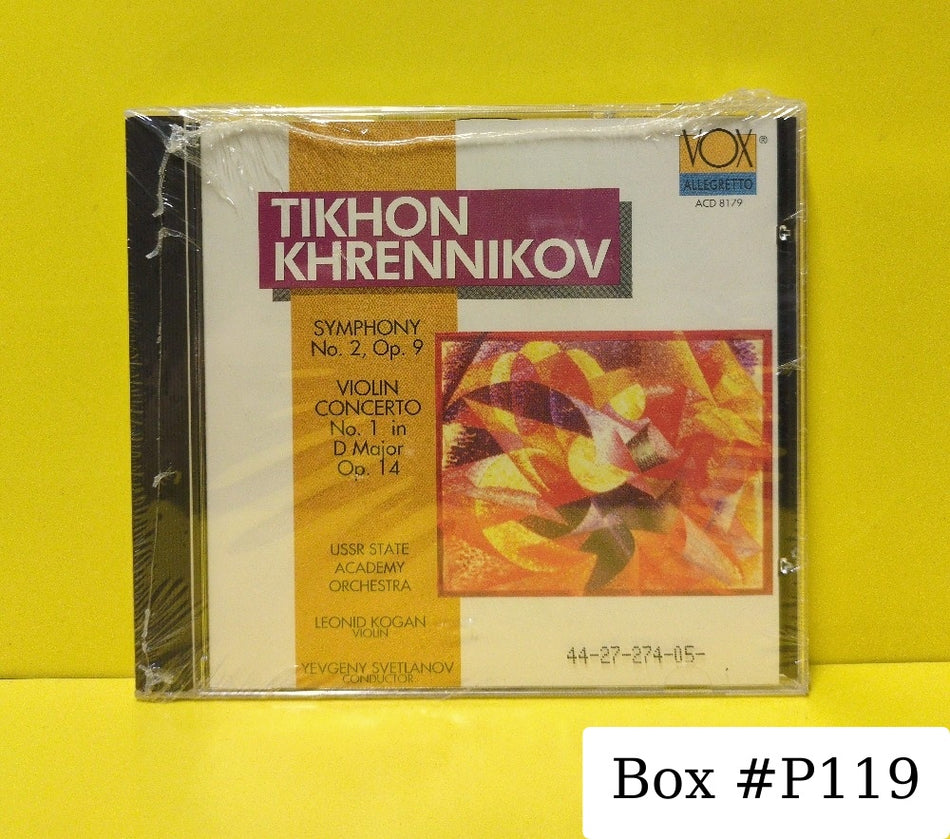 VOX®
ALLEGRETTO
ACD 8179
TIKHON
KHRENNIKOV
SYMPHONY
No. 2, Op. 9
VIOLIN
CONCERTO
No. 1 in
D Major
Op. 14
USSR STATE
ACADEMY
ORCHESTRA
LEONID KOGAN
VIOLIN
YEVGENY SVETLANOV
CONDUCTOR
44-27-274-05-
Box #P119